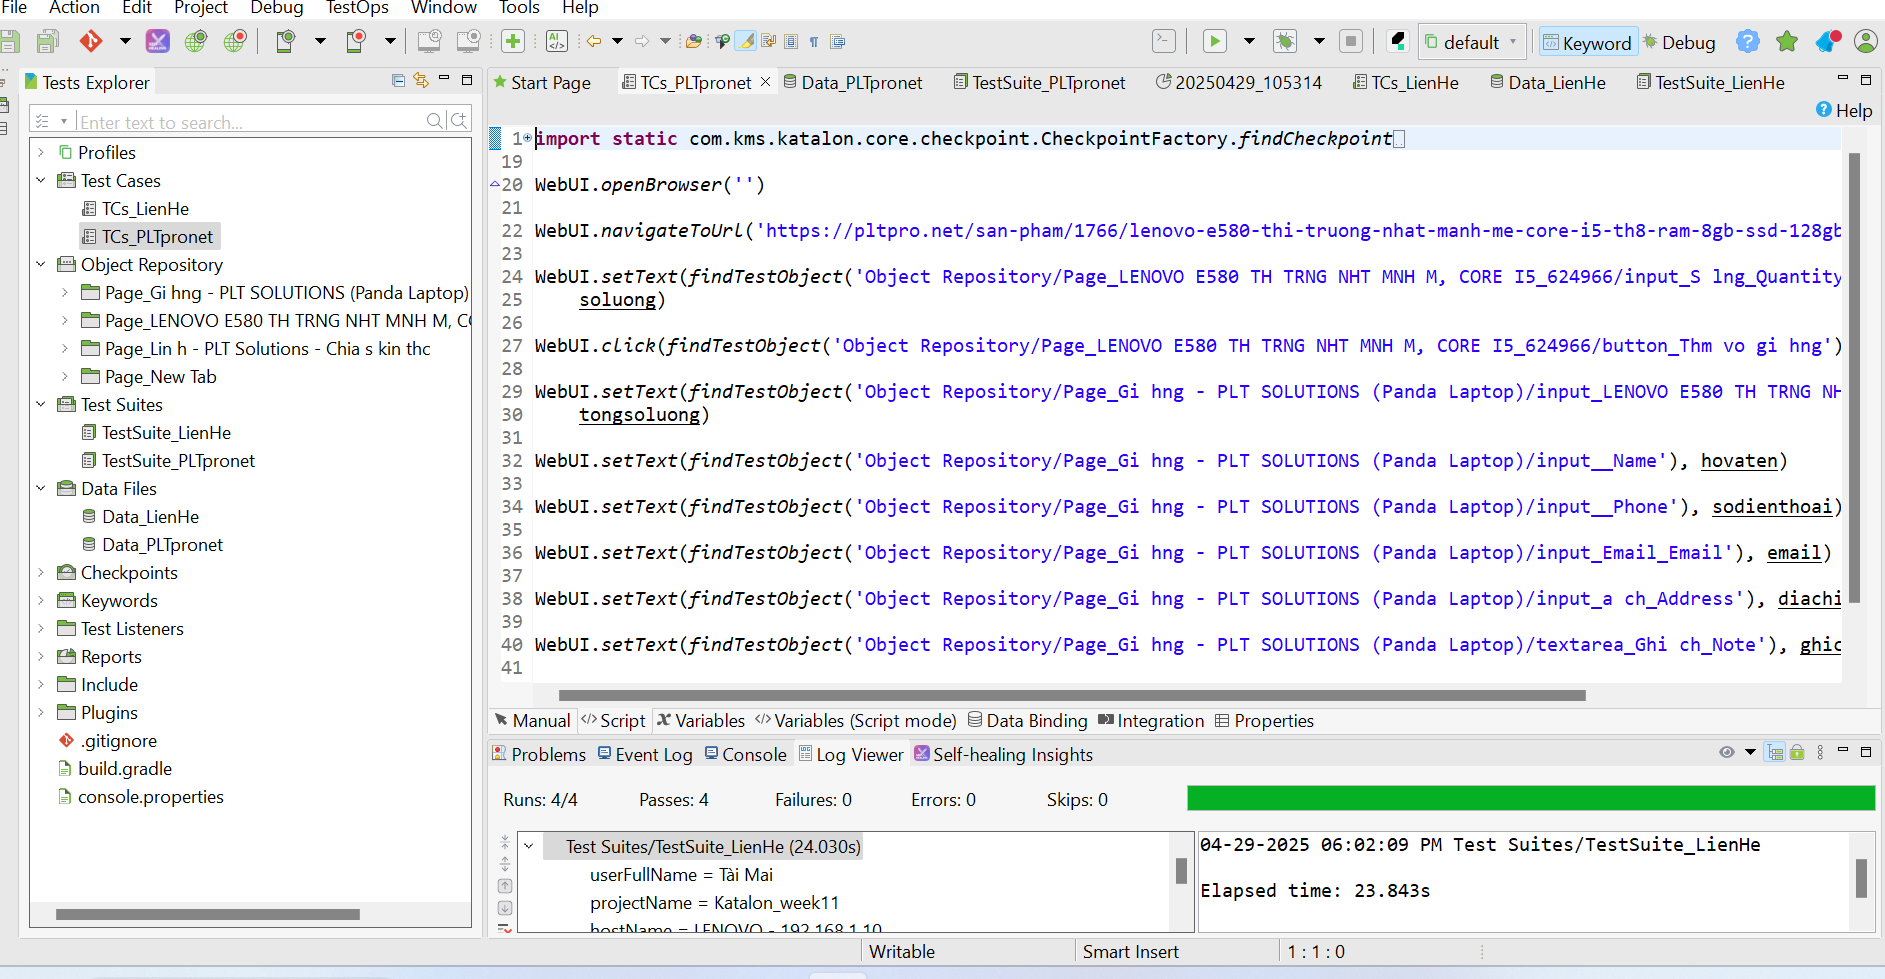 File Action Edit Project Debug TestOps Window Tools Help
default Keyword Debug
Tests Explorer
Enter text to search...
Profiles
Test Cases
TCs_LienHe
TCs_PLTpronet
Object Repository
Page_Gi hng - PLT SOLUTIONS (Panda Laptop)
Page_LENOVO E580 TH TRNG NHT MNH M, CO
Page_Lin h - PLT Solutions - Chia s kin thc
Page_New Tab
Test Suites
TestSuite_LienHe
TestSuite_PLTpronet
Data Files
Data_LienHe
Data_PLTpronet
Checkpoints
Keywords
Test Listeners
Reports
Include
Plugins
.gitignore
build.gradle
console.properties
Start Page TCs_PLTpronet Data_PLTpronet TestSuite_PLTpronet 20250429_105314 TCs_LienHe Data_LienHe TestSuite_LienHe
Help
1 import static com.kms.katalon.core.checkpoint.CheckpointFactory.findCheckpoint
19
20 WebUI.openBrowser('')
21
22 WebUI.navigateToUrl('https://pltpro.net/san-pham/1766/lenovo-e580-thi-truong-nhat-manh-me-core-i5-th8-ram-8gb-ssd-128gb
23
24 WebUI.setText(findTestObject('Object Repository/Page_LENOVO E580 TH TRNG NHT MNH M, CORE I5_624966/input_S lng_Quantity
25 soluong)
26
27 WebUI.click(findTestObject('Object Repository/Page_LENOVO E580 TH TRNG NHT MNH M, CORE I5_624966/button_Thm vo gi hng')
28
29 WebUI.setText(findTestObject('Object Repository/Page_Gi hng - PLT SOLUTIONS (Panda Laptop)/input_LENOVO E580 TH TRNG NH
30 tongsoluong)
31
32 WebUI.setText(findTestObject('Object Repository/Page_Gi hng - PLT SOLUTIONS (Panda Laptop)/input__Name'), hovaten)
33
34 WebUI.setText(findTestObject('Object Repository/Page_Gi hng - PLT SOLUTIONS (Panda Laptop)/input__Phone'), sodienthoai)
35
36 WebUI.setText(findTestObject('Object Repository/Page_Gi hng - PLT SOLUTIONS (Panda Laptop)/input_Email_Email'), email)
37
38 WebUI.setText(findTestObject('Object Repository/Page_Gi hng - PLT SOLUTIONS (Panda Laptop)/input_a ch_Address'), diachi
39
40 WebUI.setText(findTestObject('Object Repository/Page_Gi hng - PLT SOLUTIONS (Panda Laptop)/textarea_Ghi ch_Note'), ghic
41
Manual Script Variables Variables (Script mode) Data Binding Integration Properties
Problems Event Log Console Log Viewer Self-healing Insights
Runs: 4/4 Passes: 4 Failures: 0 Errors: 0 Skips: 0
Test Suites/TestSuite_LienHe (24.030s)
userFullName = Tài Mai
projectName = Katalon_week11
hostName = LENOVO - 192.168.1.10
04-29-2025 06:02:09 PM Test Suites/TestSuite_LienHe
Elapsed time: 23.843s
Writable Smart Insert 1 : 1 : 0